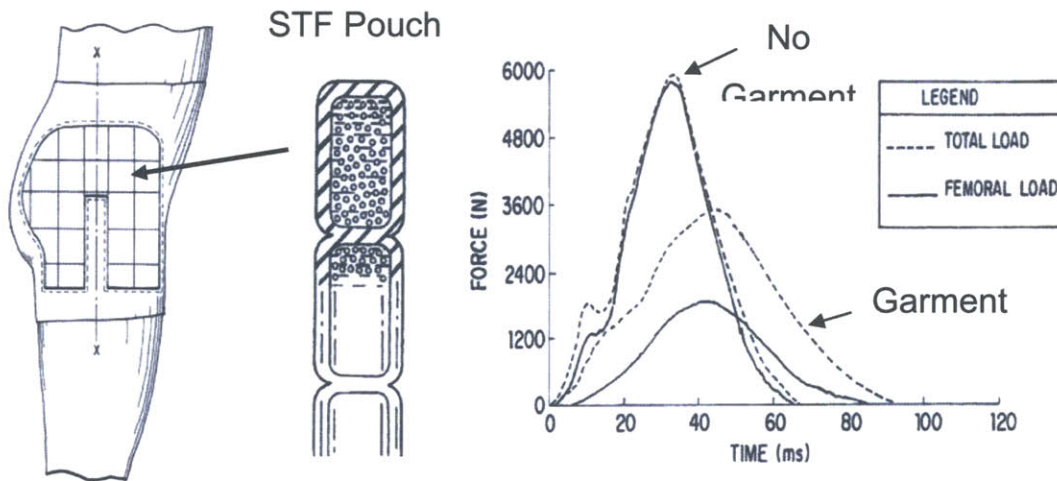 STF Pouch
x
x
No
Garment
Garment
FORCE (N)
6000
4800
3600
2400
1200
0
0 20 40 60 80 100 120
TIME (ms)
LEGEND
TOTAL LOAD
FEMORAL LOAD